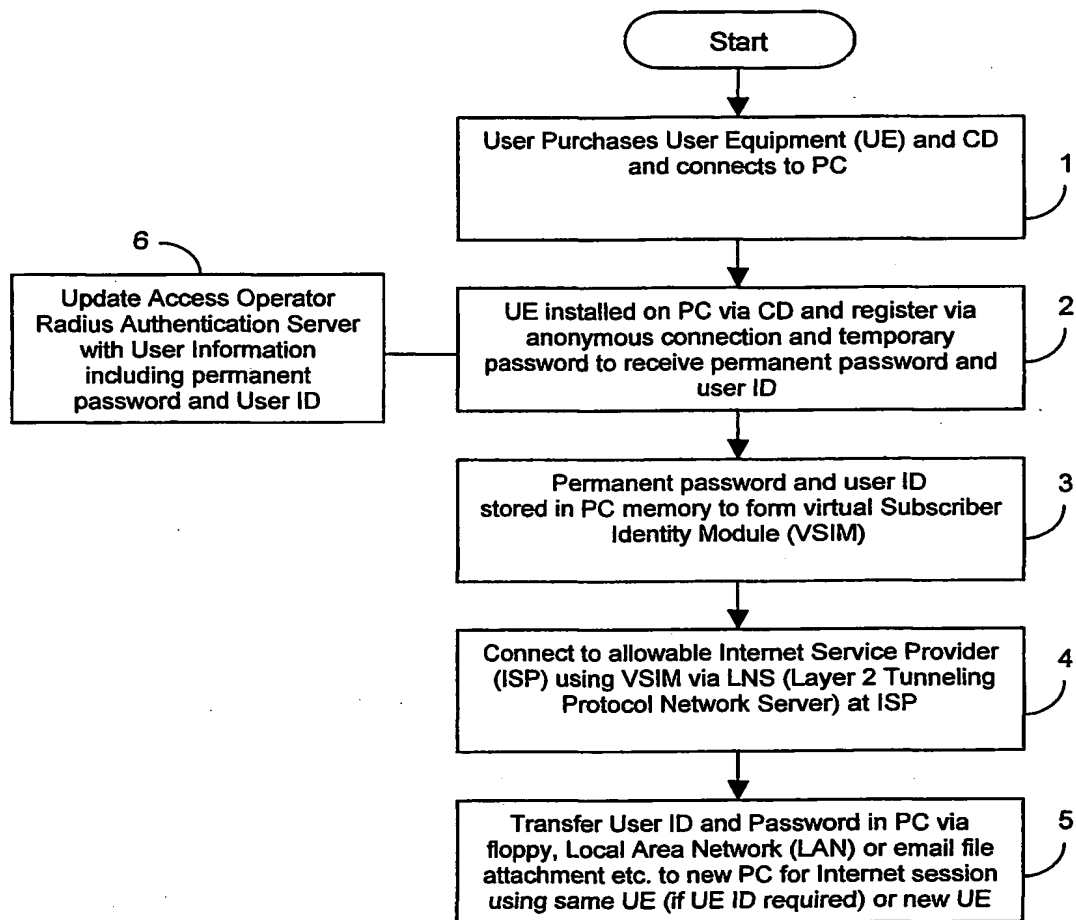 Start
User Purchases User Equipment (UE) and CD
and connects to PC
1
6
Update Access Operator
Radius Authentication Server
with User Information
including permanent
password and User ID
UE installed on PC via CD and register via
anonymous connection and temporary
password to receive permanent password and
user ID
2
Permanent password and user ID
stored in PC memory to form virtual Subscriber
Identity Module (VSIM)
3
Connect to allowable Internet Service Provider
(ISP) using VSIM via LNS (Layer 2 Tunneling
Protocol Network Server) at ISP
4
Transfer User ID and Password in PC via
floppy, Local Area Network (LAN) or email file
attachment etc. to new PC for Internet session
using same UE (if UE ID required) or new UE
5